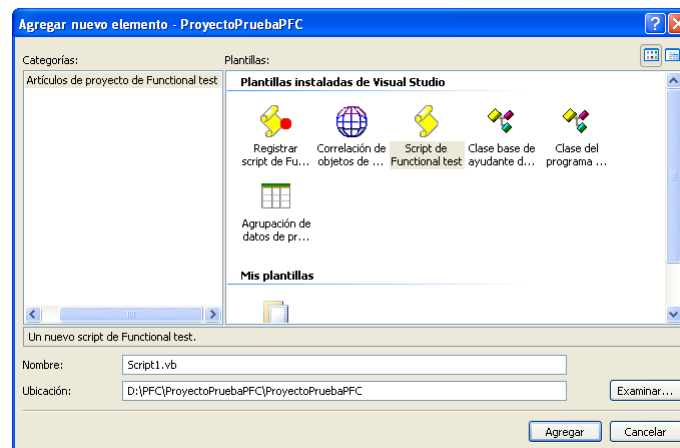 Agregar nuevo elemento - ProyectoPruebaPFC
Categorías:
Plantillas:
Artículos de proyecto de Functional test
Plantillas instaladas de Visual Studio
Registrar script de Fu...
Correlación de objetos de ...
Script de Functional test
Clase base de ayudante d...
Clase del programa ...
Agrupación de datos de pr...
Mis plantillas
Un nuevo script de Functional test.
Nombre:
Script1.vb
Ubicación:
D:\PFC\ProyectoPruebaPFC\ProyectoPruebaPFC
Examinar...
Agregar
Cancelar